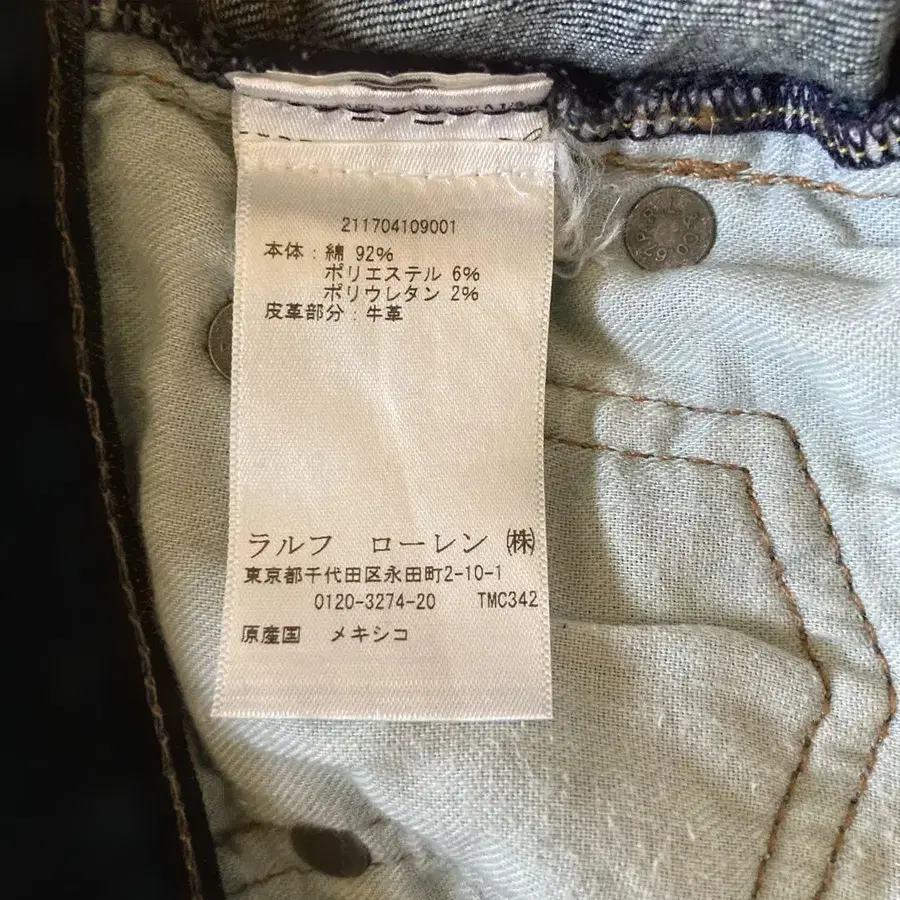 211704109001
本体：綿 92%
ポリエステル 6%
ポリウレタン 2%
皮革部分：牛革
ラルフ ローレン ㈱
東京都千代田区永田町2-10-1
0120-3274-20 TMC342
原産国 メキシコ